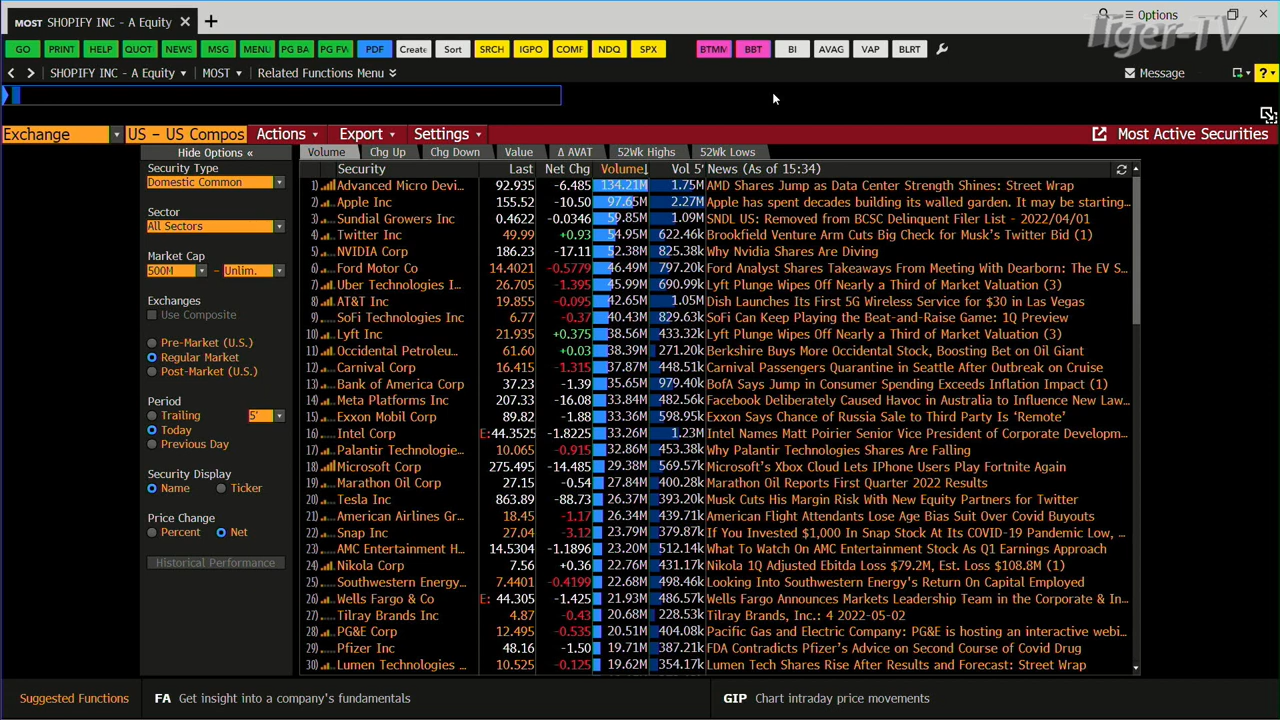 MOST SHOPIFY INC - A Equity ✕ +
Options
Tiger-TV
GO PRINT HELP QUOT NEWS MSG MENU PG BA PG FW PDF Create Sort SRCH IGPO COMF NDQ SPX BTMM BBT BI AVAG VAP BLRT
SHOPIFY INC - A Equity MOST Related Functions Menu
Message
?
Exchange US - US Compos Actions Export Settings Most Active Securities
Hide Options «
Security Type
Domestic Common
Sector
All Sectors
Market Cap
500M - Unlim.
Exchanges
Use Composite
Pre-Market (U.S.)
Regular Market
Post-Market (U.S.)
Period
Trailing 5'
Today
Previous Day
Security Display
Name Ticker
Price Change
Percent Net
Historical Performance
Volume Chg Up Chg Down Value Δ AVAT 52Wk Highs 52Wk Lows
Security Last Net Chg Volume↓ Vol 5' News (As of 15:34)
1) Advanced Micro Devi... 92.935 -6.485 134.21M 1.75M AMD Shares Jump as Data Center Strength Shines: Street Wrap
2) Apple Inc 155.52 -10.50 97.65M 2.27M Apple has spent decades building its walled garden. It may be starting...
3) Sundial Growers Inc 0.4622 -0.0346 59.85M 1.09M SNDL US: Removed from BCSC Delinquent Filer List - 2022/04/01
4) Twitter Inc 49.99 +0.93 54.95M 622.46k Brookfield Venture Arm Cuts Big Check for Musk's Twitter Bid (1)
5) NVIDIA Corp 186.23 -17.11 52.38M 825.38k Why Nvidia Shares Are Diving
6) Ford Motor Co 14.4021 -0.5779 46.49M 797.20k Ford Analyst Shares Takeaways From Meeting With Dearborn: The EV S...
7) Uber Technologies I... 26.705 -1.395 45.99M 690.99k Lyft Plunge Wipes Off Nearly a Third of Market Valuation (3)
8) AT&T Inc 19.855 -0.095 42.65M 1.05M Dish Launches Its First 5G Wireless Service for $30 in Las Vegas
9) SoFi Technologies Inc 6.77 -0.37 40.43M 829.63k SoFi Can Keep Playing the Beat-and-Raise Game: 1Q Preview
10) Lyft Inc 21.935 +0.375 38.56M 433.32k Lyft Plunge Wipes Off Nearly a Third of Market Valuation (3)
11) Occidental Petroleu... 61.60 +0.03 38.39M 271.20k Berkshire Buys More Occidental Stock, Boosting Bet on Oil Giant
12) Carnival Corp 16.415 -1.315 37.87M 448.51k Carnival Passengers Quarantine in Seattle After Outbreak on Cruise
13) Bank of America Corp 37.23 -1.39 35.65M 979.40k BofA Says Jump in Consumer Spending Exceeds Inflation Impact (1)
14) Meta Platforms Inc 207.33 -16.08 33.84M 482.56k Facebook Deliberately Caused Havoc in Australia to Influence New Law...
15) Exxon Mobil Corp 89.82 -1.88 33.36M 598.95k Exxon Says Chance of Russia Sale to Third Party Is 'Remote'
16) Intel Corp E: 44.3525 -1.8225 33.26M 1.23M Intel Names Matt Poirier Senior Vice President of Corporate Developm...
17) Palantir Technologie... 10.065 -0.915 32.86M 453.38k Why Palantir Technologies Shares Are Falling
18) Microsoft Corp 275.495 -14.485 29.38M 569.57k Microsoft's Xbox Cloud Lets IPhone Users Play Fortnite Again
19) Marathon Oil Corp 27.15 -0.54 27.84M 400.28k Marathon Oil Reports First Quarter 2022 Results
20) Tesla Inc 863.89 -88.73 26.37M 393.20k Musk Cuts His Margin Risk With New Equity Partners for Twitter
21) American Airlines Gr... 18.45 -1.17 26.34M 439.71k American Flight Attendants Lose Age Bias Suit Over Covid Buyouts
22) Snap Inc 27.04 -3.12 23.79M 379.87k If You Invested $1,000 In Snap Stock At Its COVID-19 Pandemic Low, ...
23) AMC Entertainment H... 14.5304 -1.1896 23.20M 512.14k What To Watch On AMC Entertainment Stock As Q1 Earnings Approach
24) Nikola Corp 7.56 +0.36 22.76M 431.17k Nikola 1Q Adjusted Ebitda Loss $79.2M, Est. Loss $108.8M (1)
25) Southwestern Energy... 7.4401 -0.4199 22.68M 498.46k Looking Into Southwestern Energy's Return On Capital Employed
26) Wells Fargo & Co E: 44.305 -1.425 21.93M 486.57k Wells Fargo Announces Markets Leadership Team in the Corporate & In...
27) Tilray Brands Inc 4.87 -0.43 20.68M 228.53k Tilray Brands, Inc.: 4 2022-05-02
28) PG&E Corp 12.495 -0.535 20.51M 404.08k Pacific Gas and Electric Company: PG&E is hosting an interactive webi...
29) Pfizer Inc 48.16 -1.50 19.71M 387.21k FDA Contradicts Pfizer's Advice on Second Course of Covid Drug
30) Lumen Technologies ... 10.525 -0.125 19.62M 354.17k Lumen Tech Shares Rise After Results and Forecast: Street Wrap
Suggested Functions FA Get insight into a company's fundamentals GIP Chart intraday price movements